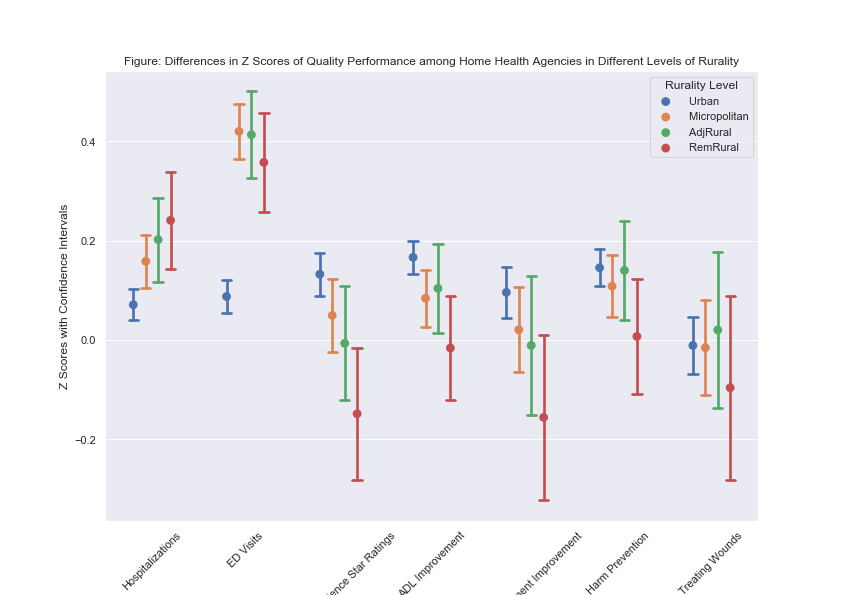 Figure: Differences in Z Scores of Quality Performance among Home Health Agencies in Different Levels of Rurality
Rurality Level
Urban
Micropolitan
AdjRural
RemRural
Z Scores with Confidence Intervals
0.4
0.2
0.0
−0.2
Hospitalizations
ED Visits
Star Ratings
ADL Improvement
Improvement
Harm Prevention
Treating Wounds